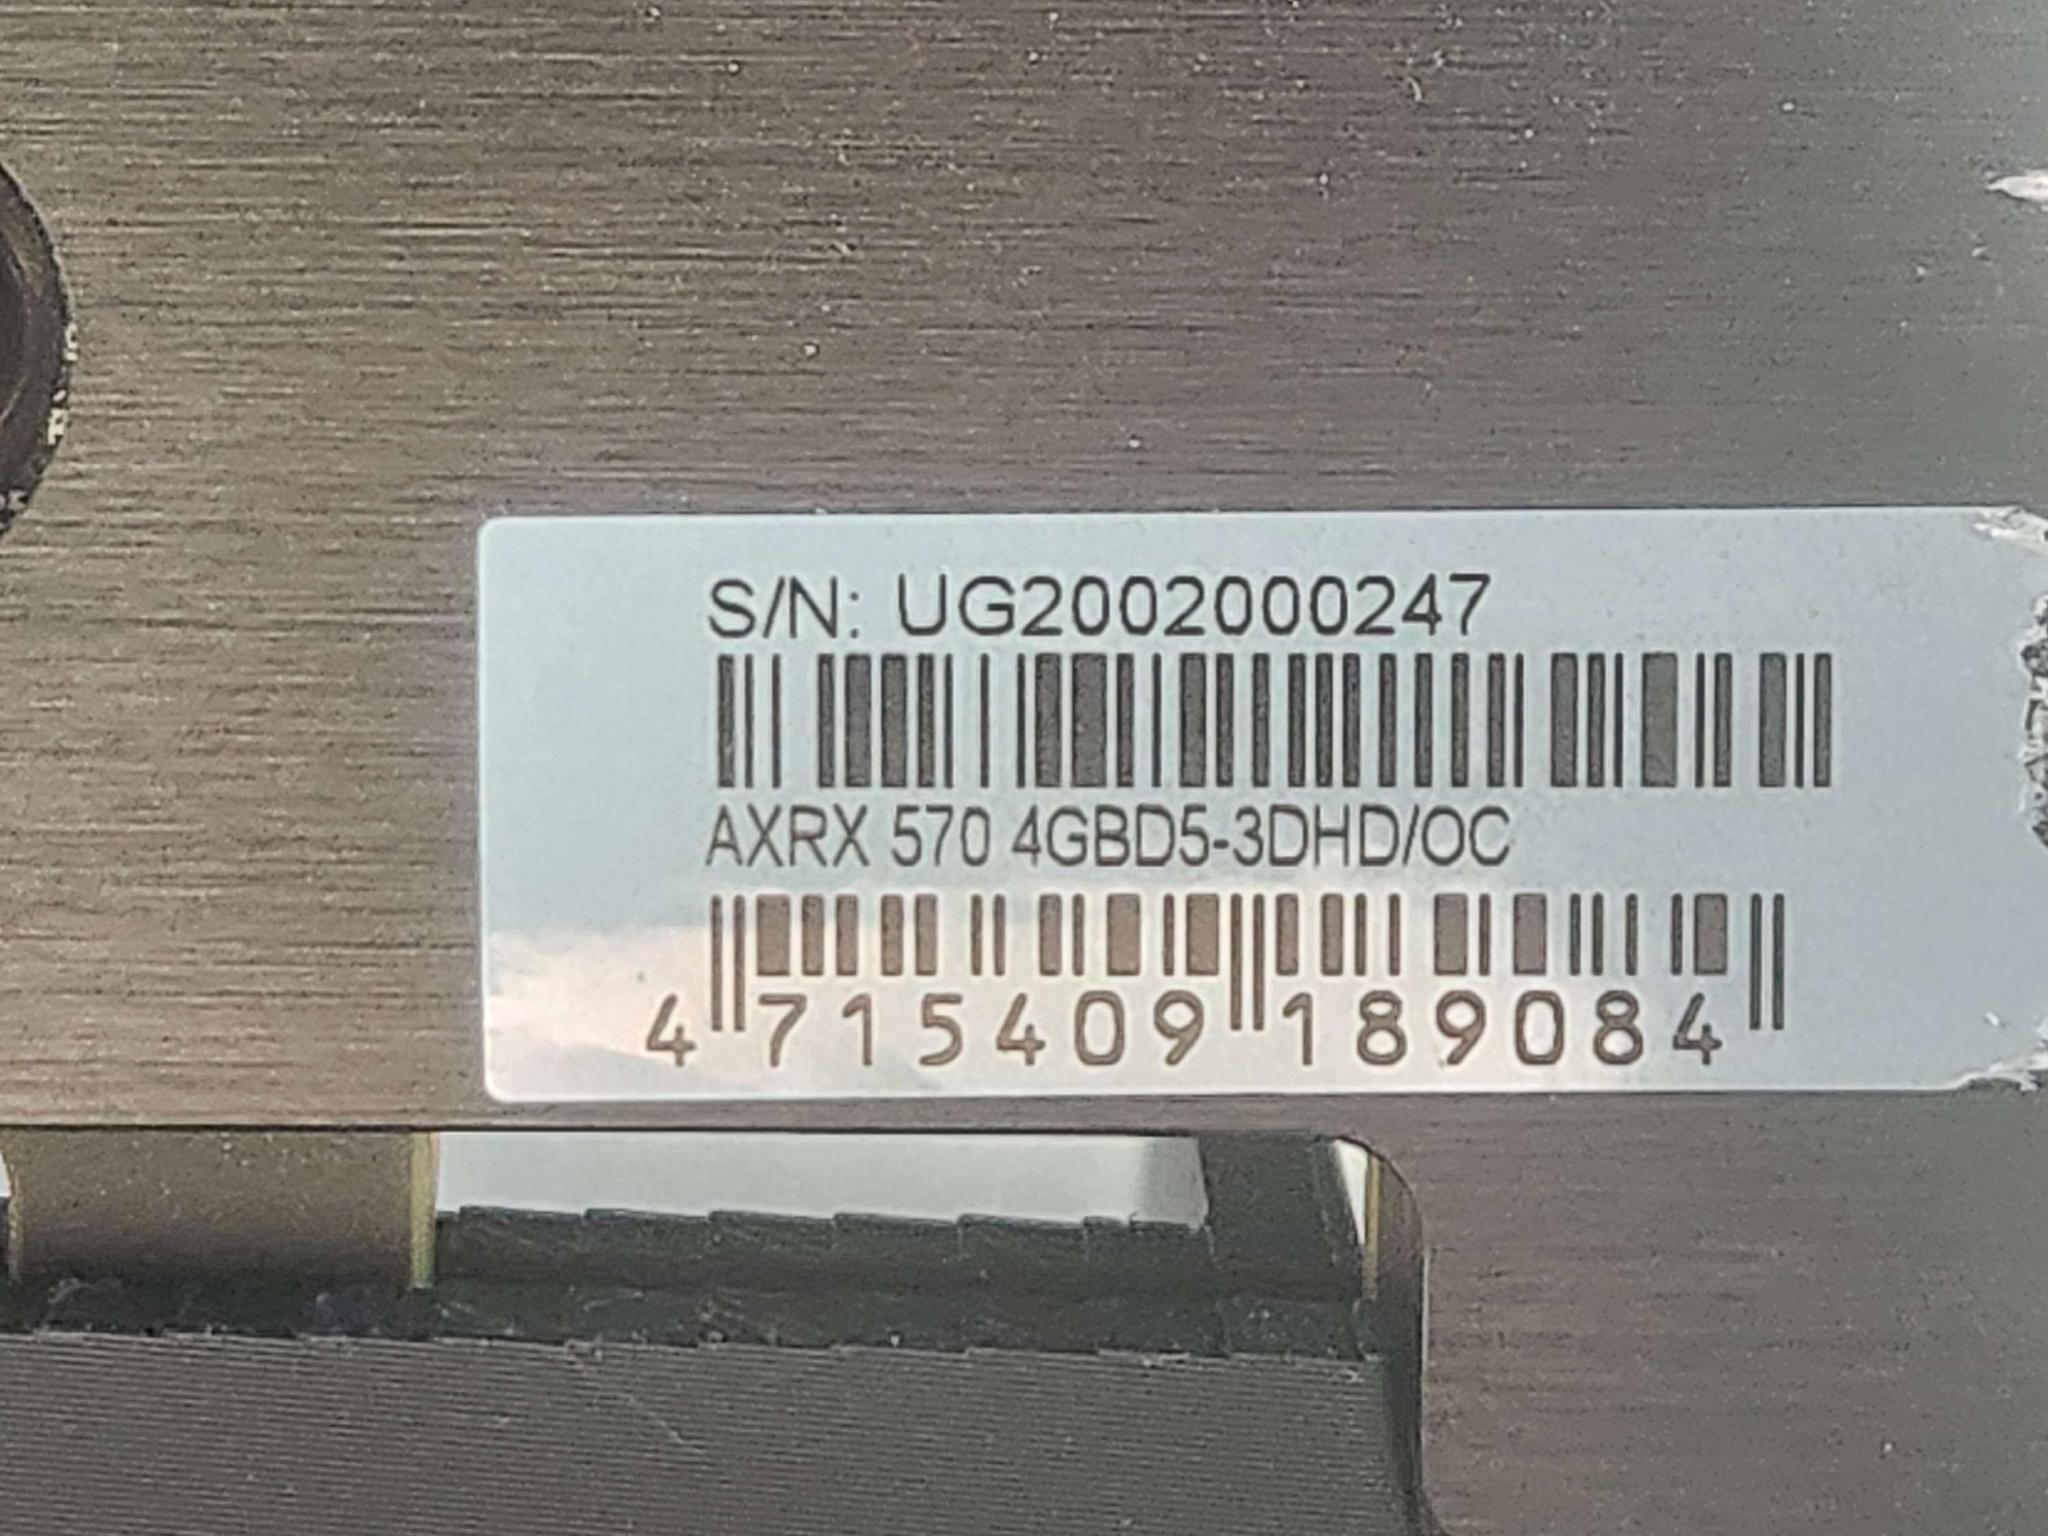 S/N: UG2002000247
AXRX 570 4GBD5-3DHD/OC
4 715409 189084